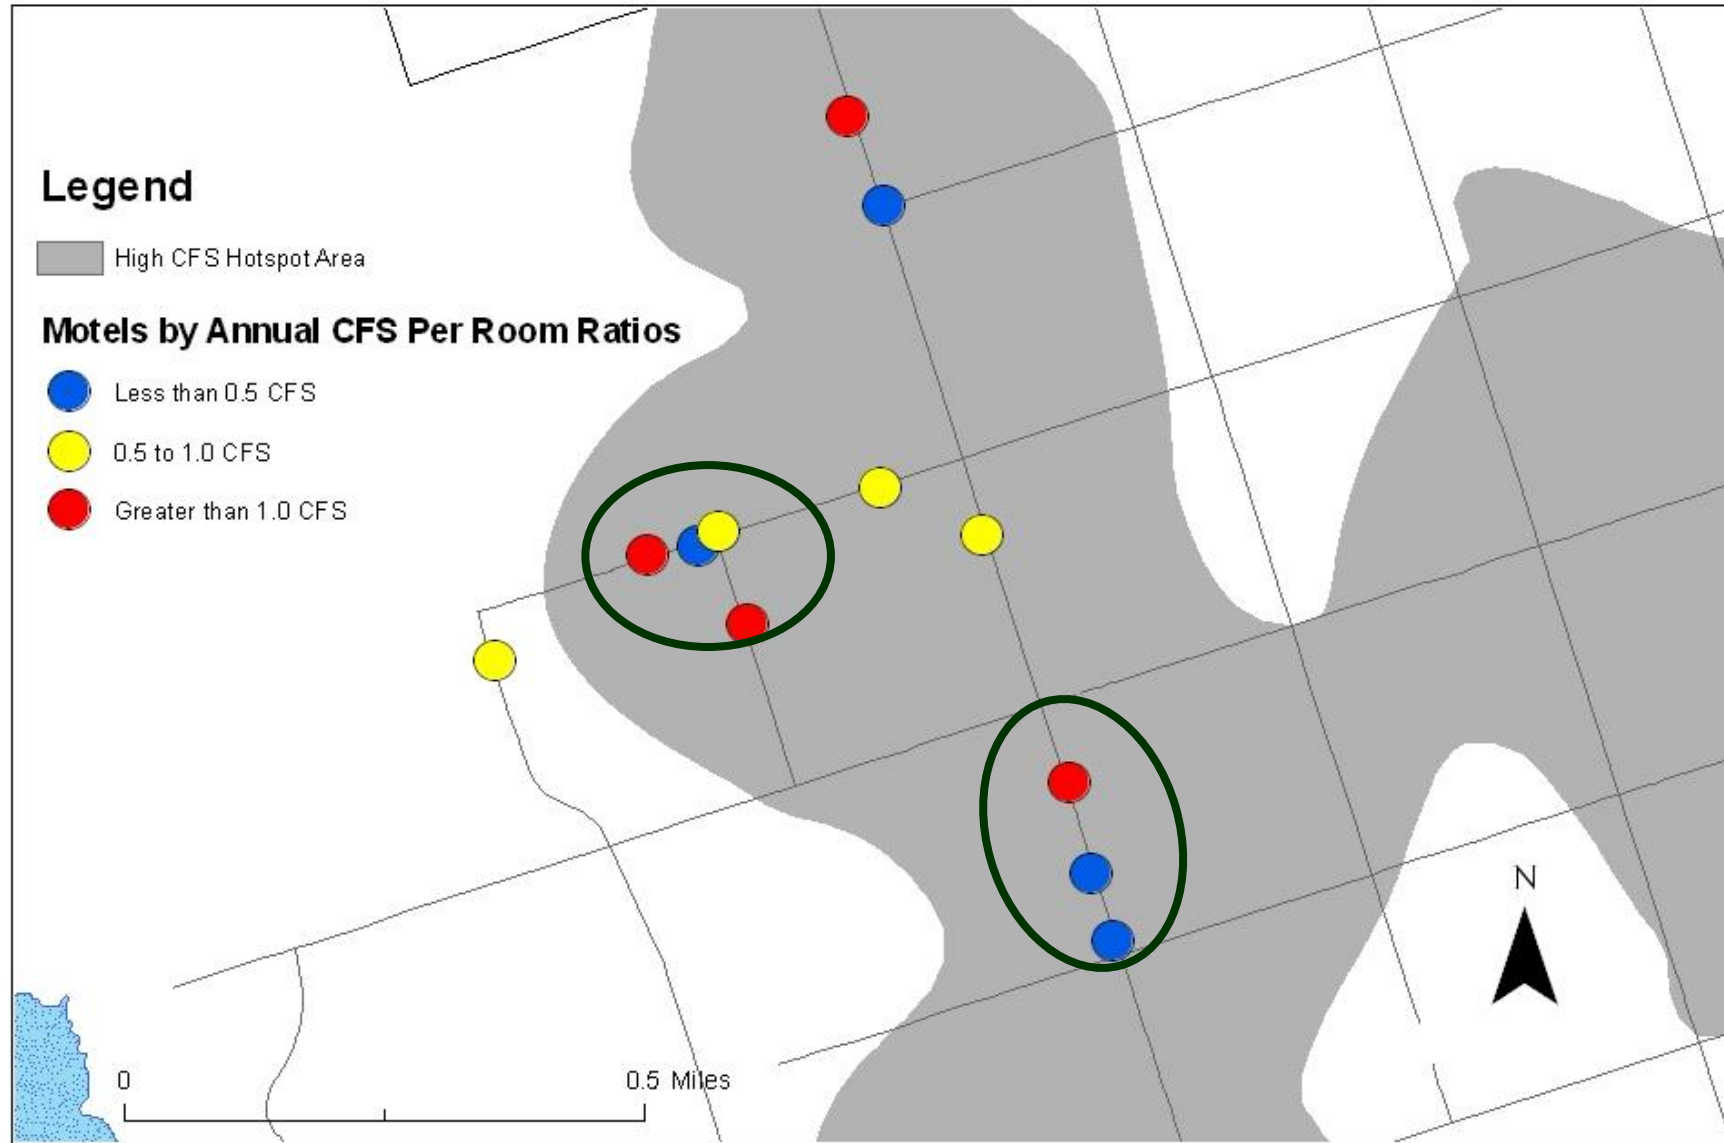 Legend
High CFS Hotspot Area
Motels by Annual CFS Per Room Ratios
Less than 0.5 CFS
0.5 to 1.0 CFS
Greater than 1.0 CFS
N
0 0.5 Miles